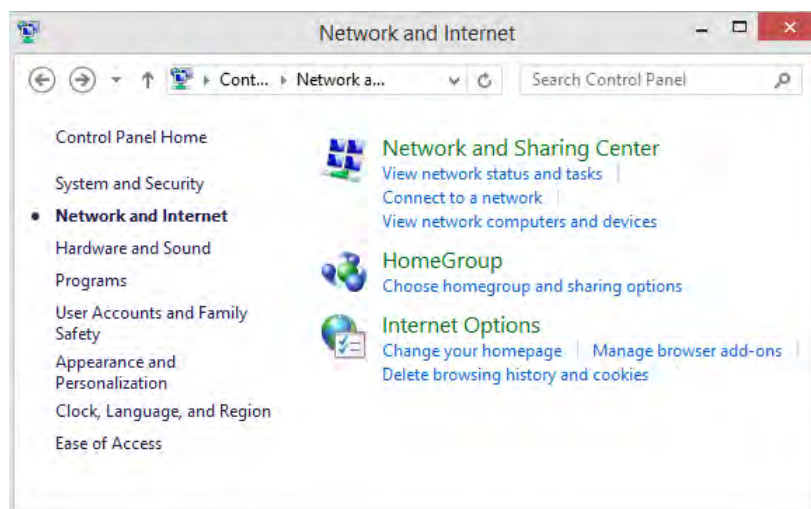 Network and Internet
Cont... Network a...
Search Control Panel
Control Panel Home
System and Security
Network and Internet
Hardware and Sound
Programs
User Accounts and Family
Safety
Appearance and
Personalization
Clock, Language, and Region
Ease of Access
Network and Sharing Center
View network status and tasks
Connect to a network
View network computers and devices
HomeGroup
Choose homegroup and sharing options
Internet Options
Change your homepage Manage browser add-ons
Delete browsing history and cookies